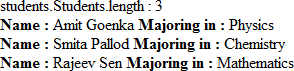 students.Students.length : 3
Name : Amit Goenka Majoring in : Physics
Name : Smita Pallod Majoring in : Chemistry
Name : Rajeev Sen Majoring in : Mathematics